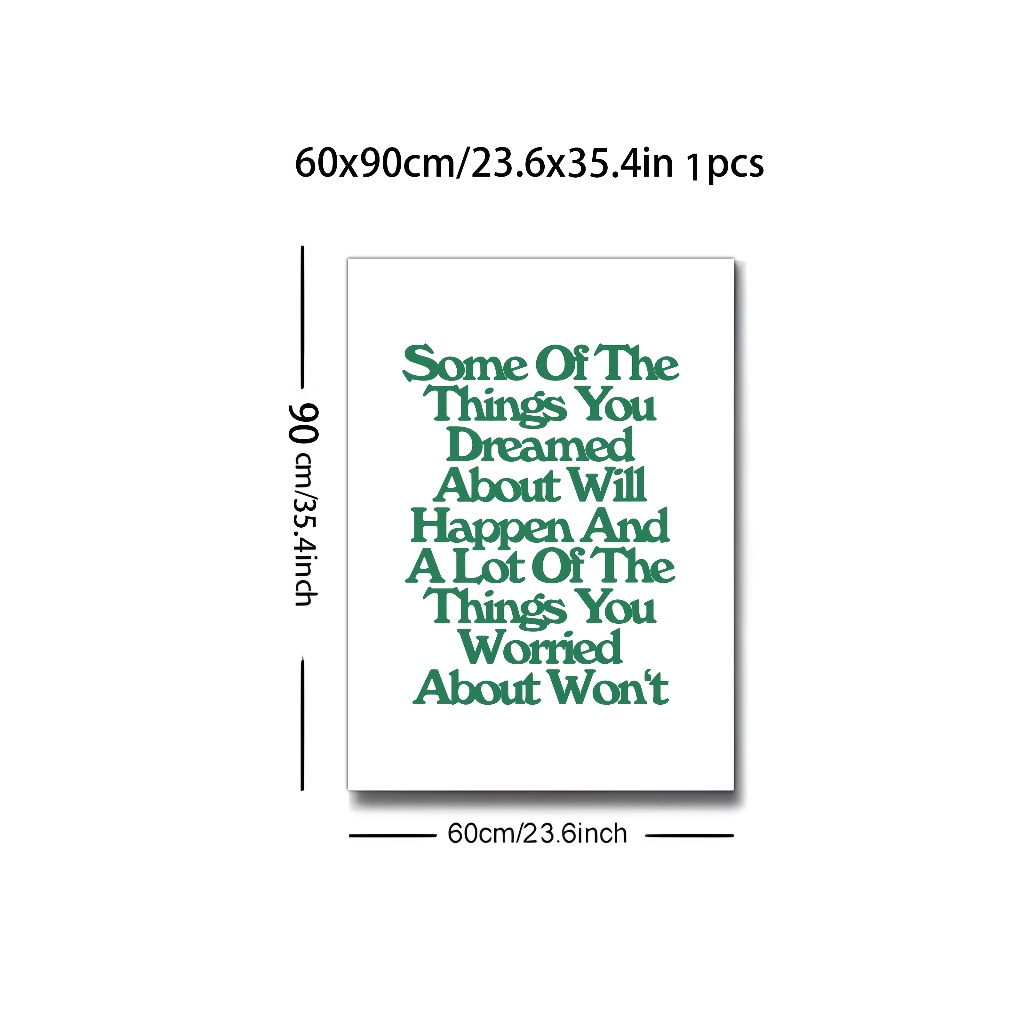 60x90cm/23.6x35.4in 1pcs
90 cm/35.4inch
Some Of The
Things You
Dreamed
About Will
Happen And
A Lot Of The
Things You
Worried
About Won‘t
60cm/23.6inch